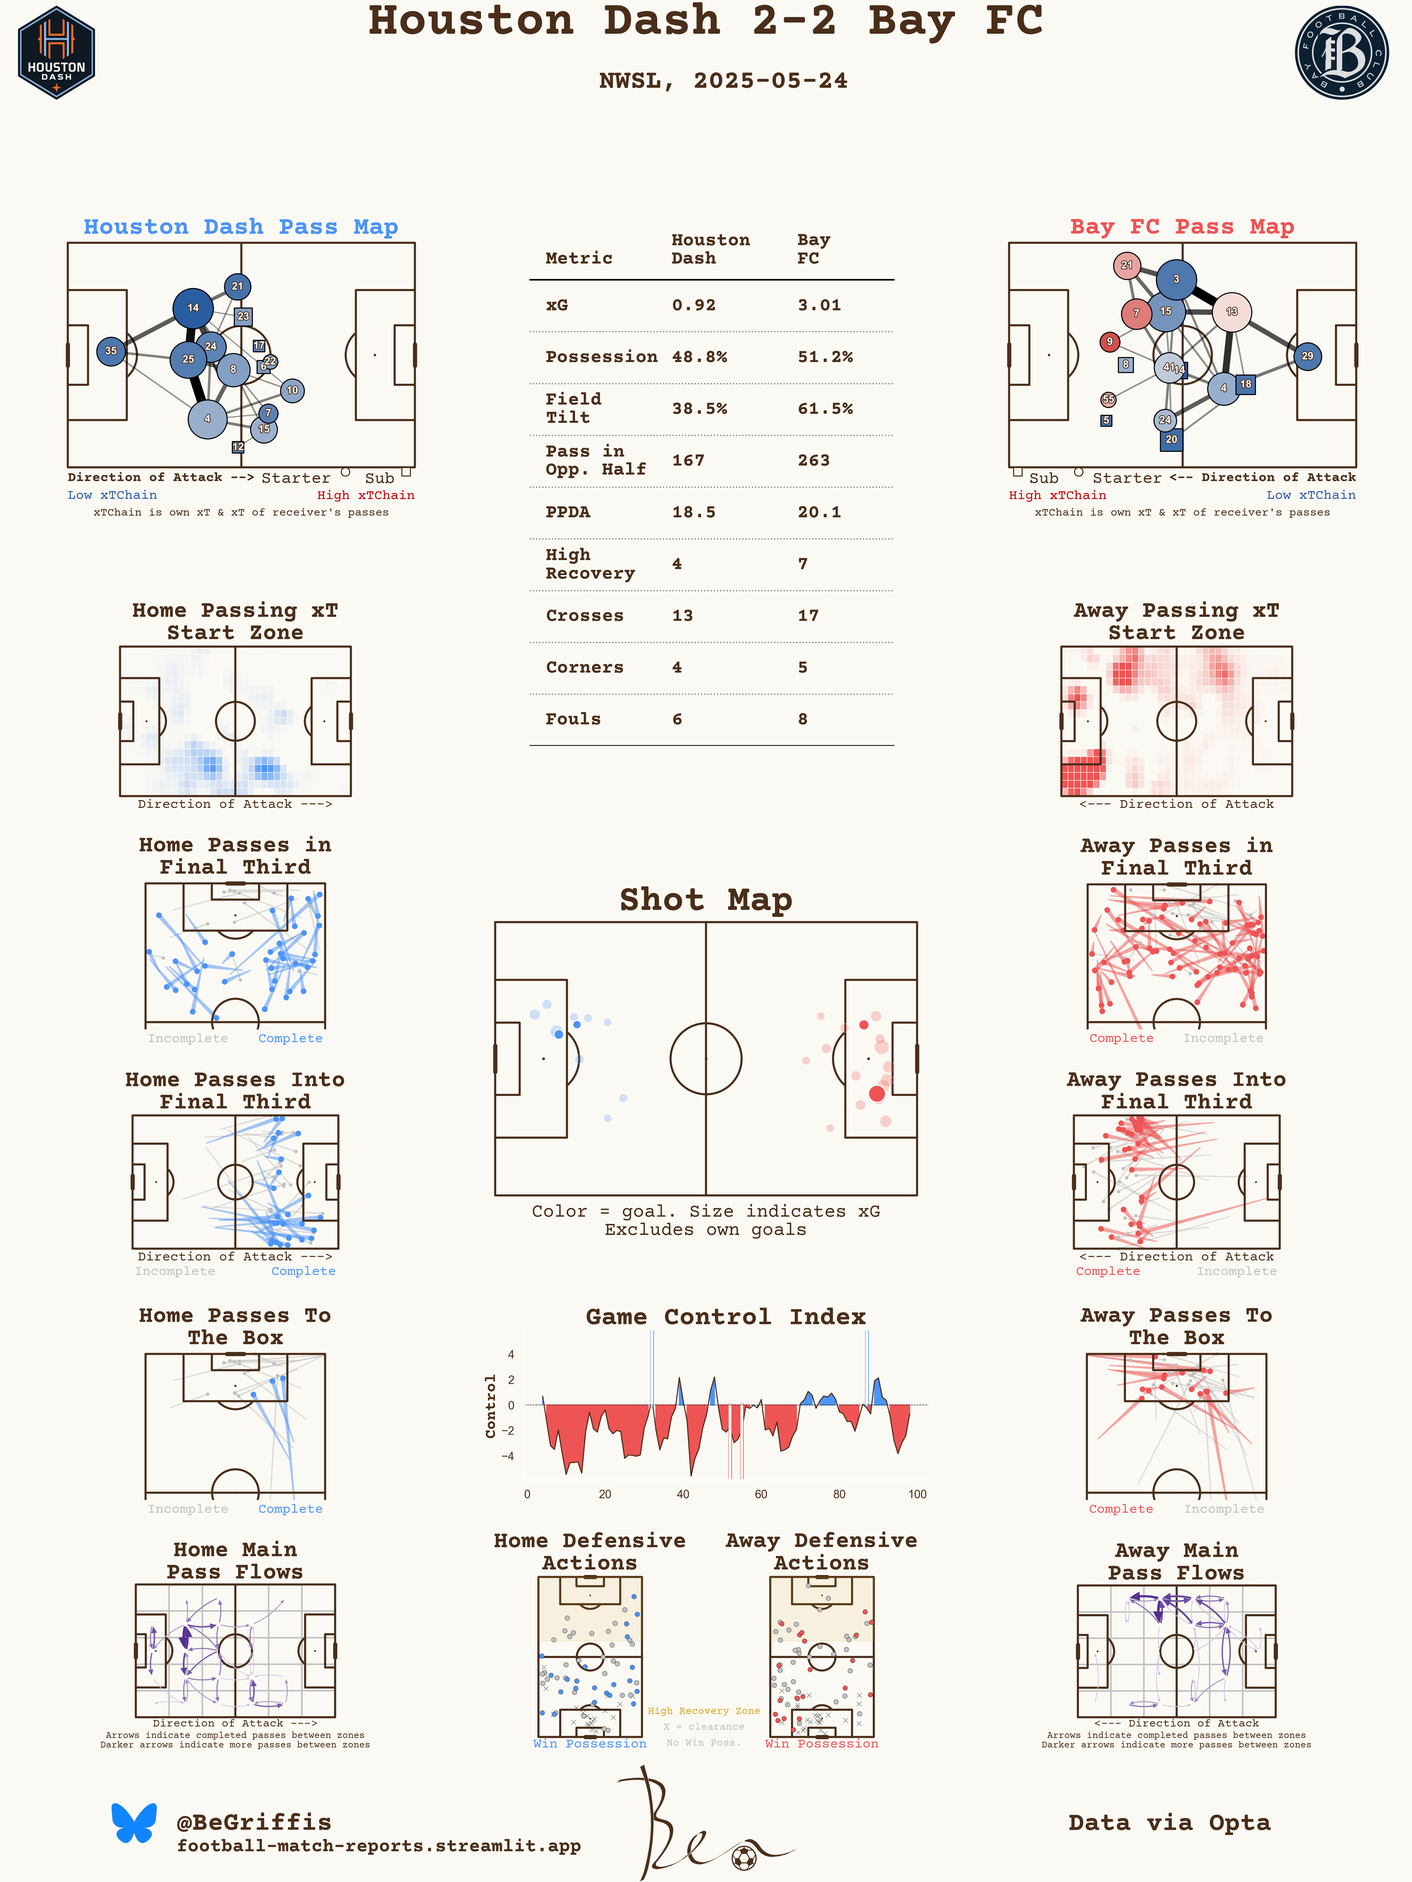 Houston Dash 2-2 Bay FC
NWSL, 2025-05-24
HOUSTON
DASH
BAY FOOTBALL CLUB
B
Houston Dash Pass Map
35
14
21
23
24
25
17
22
6
8
10
7
4
15
12
Direction of Attack --> Starter Sub
Low xTChain High xTChain
xTChain is own xT & xT of receiver's passes
Metric Houston Dash Bay FC
xG 0.92 3.01
Possession 48.8% 51.2%
Field Tilt 38.5% 61.5%
Pass in Opp. Half 167 263
PPDA 18.5 20.1
High Recovery 4 7
Crosses 13 17
Corners 4 5
Fouls 6 8
Bay FC Pass Map
21
3
7
15
13
9
29
8
41
14
4
18
55
5
24
20
Sub Starter <-- Direction of Attack
High xTChain Low xTChain
xTChain is own xT & xT of receiver's passes
Home Passing xT
Start Zone
Direction of Attack --->
Away Passing xT
Start Zone
<--- Direction of Attack
Home Passes in
Final Third
Incomplete Complete
Away Passes in
Final Third
Complete Incomplete
Shot Map
Color = goal. Size indicates xG
Excludes own goals
Home Passes Into
Final Third
Direction of Attack --->
Incomplete Complete
Away Passes Into
Final Third
<--- Direction of Attack
Complete Incomplete
Home Passes To
The Box
Incomplete Complete
Game Control Index
Control
4
2
0
−2
−4
0 20 40 60 80 100
Away Passes To
The Box
Complete Incomplete
Home Main
Pass Flows
Direction of Attack --->
Arrows indicate completed passes between zones
Darker arrows indicate more passes between zones
Home Defensive
Actions
Win Possession
Away Defensive
Actions
Win Possession
High Recovery Zone
X = clearance
No Win Poss.
Away Main
Pass Flows
<--- Direction of Attack
Arrows indicate completed passes between zones
Darker arrows indicate more passes between zones
@BeGriffis
football-match-reports.streamlit.app
Ben
Data via Opta